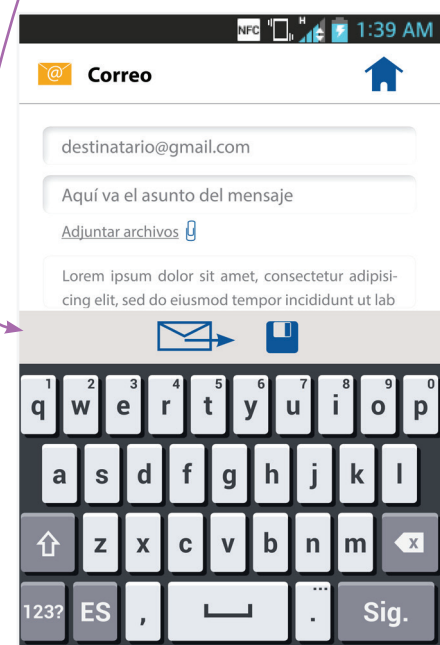 NFC H 1:39 AM
@ Correo
destinatario@gmail.com
Aquí va el asunto del mensaje
Adjuntar archivos
Lorem ipsum dolor sit amet, consectetur adipisi-
cing elit, sed do eiusmod tempor incididunt ut lab
1 2 3 4 5 6 7 8 9 0
q w e r t y u i o p
a s d f g h j k l
z x c v b n m x
123? ES , ... . Sig.